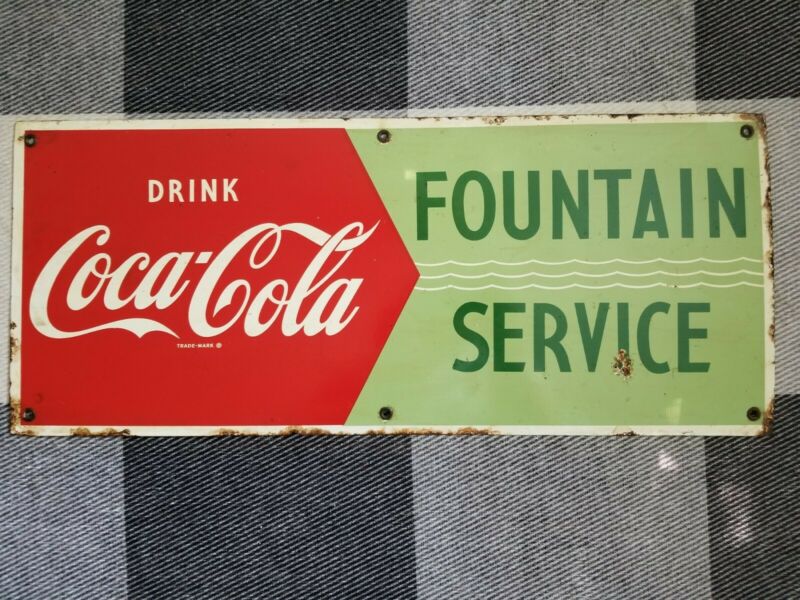 DRINK
Coca-Cola
TRADE-MARK ®
FOUNTAIN
SERVICE